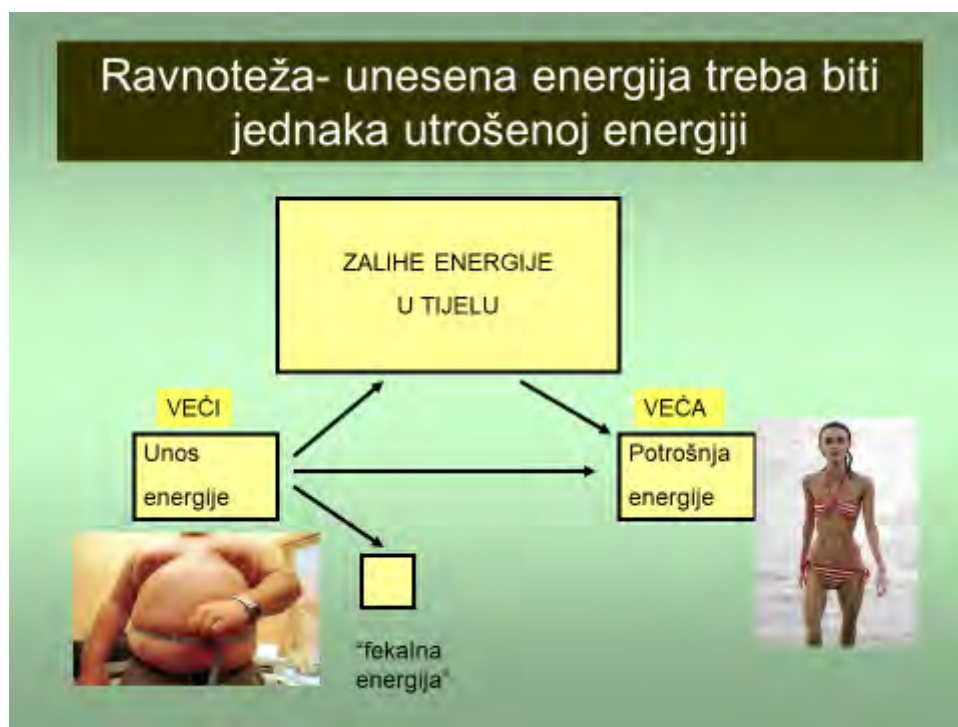 Ravnoteža- unesena energija treba biti
jednaka utrošenoj energiji
ZALIHE ENERGIJE
U TIJELU
VEĆI
VEĆA
Unos
energije
Potrošnja
energije
"fekalna
energija"